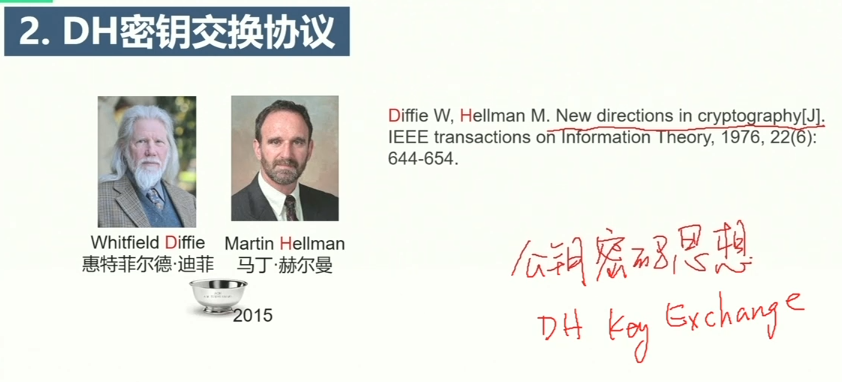 2. DH密钥交换协议
Diffie W, Hellman M. New directions in cryptography[J].
IEEE transactions on Information Theory, 1976, 22(6):
644-654.
Whitfield Diffie
惠特菲尔德·迪菲
Martin Hellman
马丁·赫尔曼
2015
公钥密码思想
DH Key Exchange